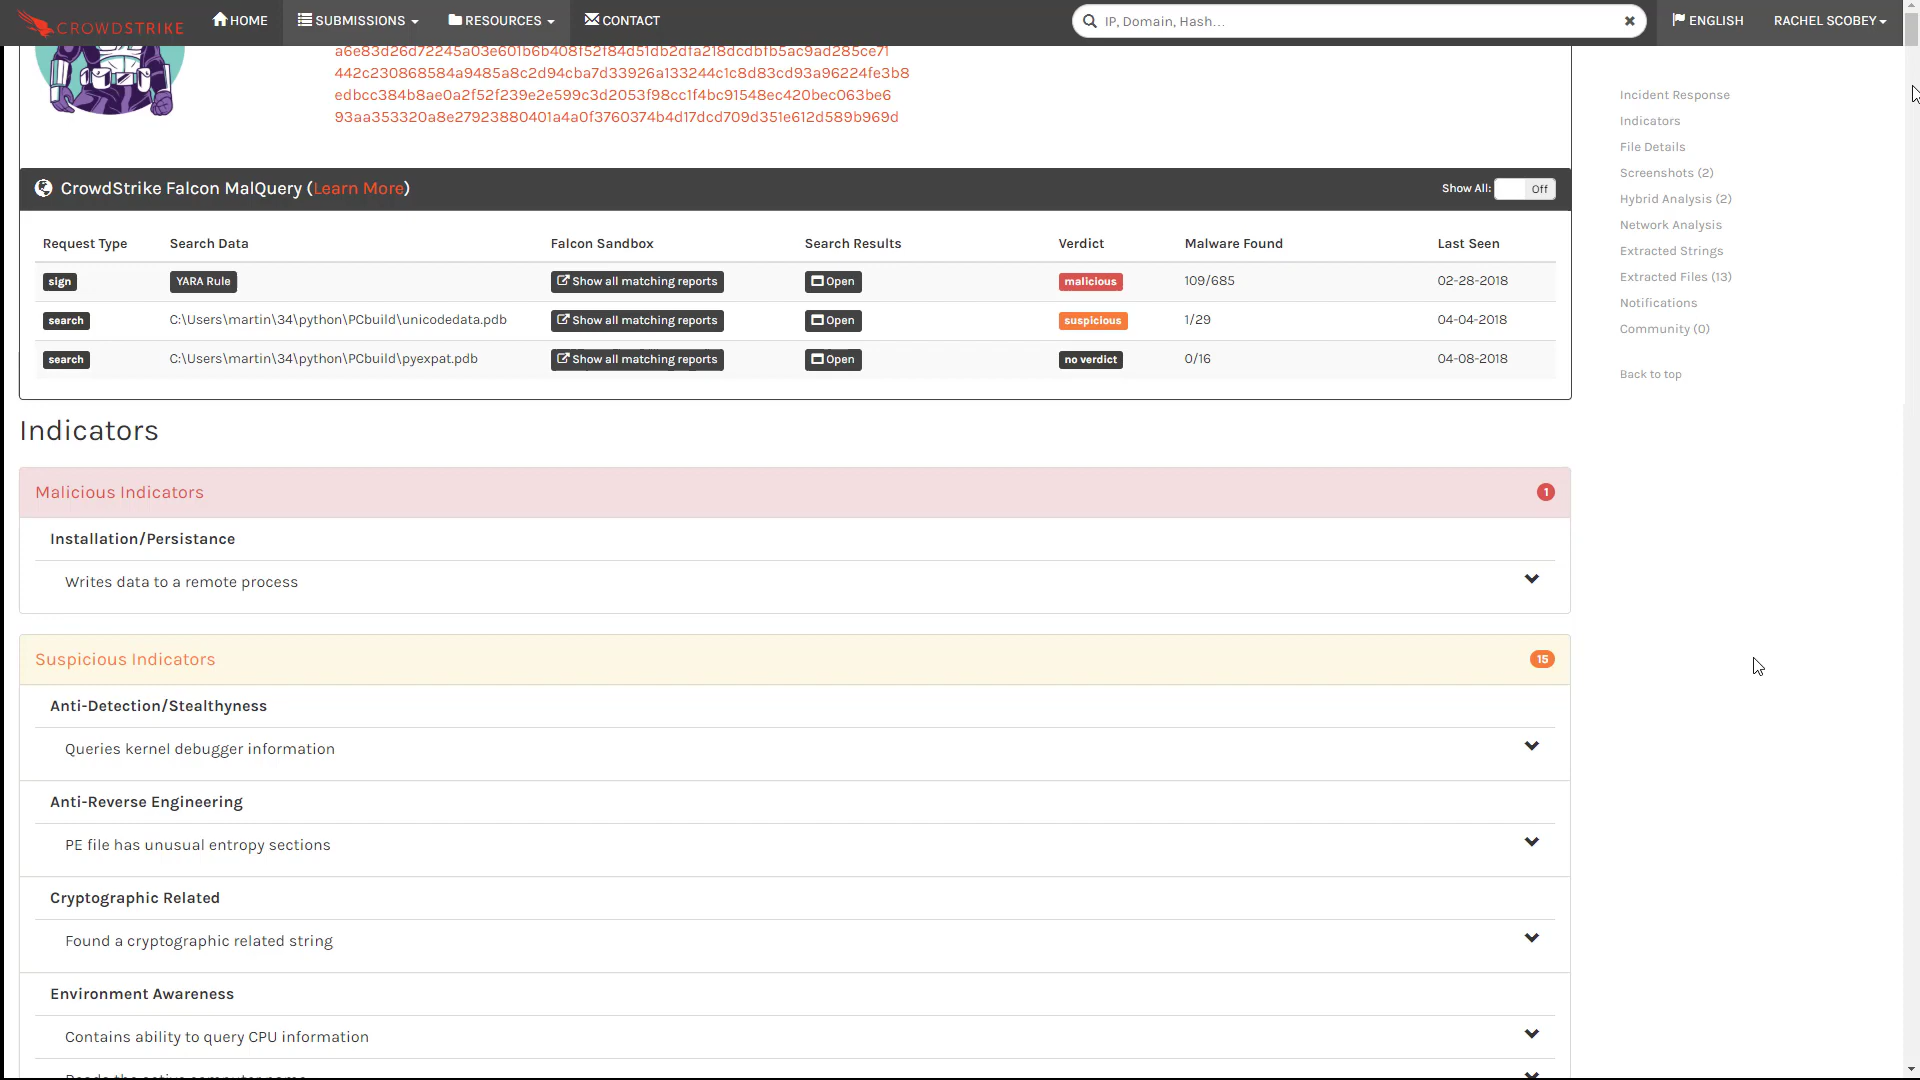 CROWDSTRIKE HOME SUBMISSIONS RESOURCES CONTACT IP, Domain, Hash... ENGLISH RACHEL SCOBEY
a6e83d26d72245a03e601b6b408f52f84d51db2dfa218dcdbfb5ac9ad285ce71
442c230868584a9485a8c2d94cba7d33926a133244c1c8d83cd93a96224fe3b8
edbcc384b8ae0a2f52f239e2e599c3d2053f98cc1f4bc91548ec420bec063be6
93aa353320a8e27923880401a4a0f3760374b4d17dcd709d351e612d589b969d
CrowdStrike Falcon MalQuery (Learn More) Show All: Off
Request Type Search Data Falcon Sandbox Search Results Verdict Malware Found Last Seen
sign YARA Rule Show all matching reports Open malicious 109/685 02-28-2018
search C:\Users\martin\34\python\PCbuild\unicodedata.pdb Show all matching reports Open suspicious 1/29 04-04-2018
search C:\Users\martin\34\python\PCbuild\pyexpat.pdb Show all matching reports Open no verdict 0/16 04-08-2018
Indicators
Malicious Indicators 1
Installation/Persistance
Writes data to a remote process
Suspicious Indicators 15
Anti-Detection/Stealthyness
Queries kernel debugger information
Anti-Reverse Engineering
PE file has unusual entropy sections
Cryptographic Related
Found a cryptographic related string
Environment Awareness
Contains ability to query CPU information
Reads the active computer name
Incident Response
Indicators
File Details
Screenshots (2)
Hybrid Analysis (2)
Network Analysis
Extracted Strings
Extracted Files (13)
Notifications
Community (0)
Back to top